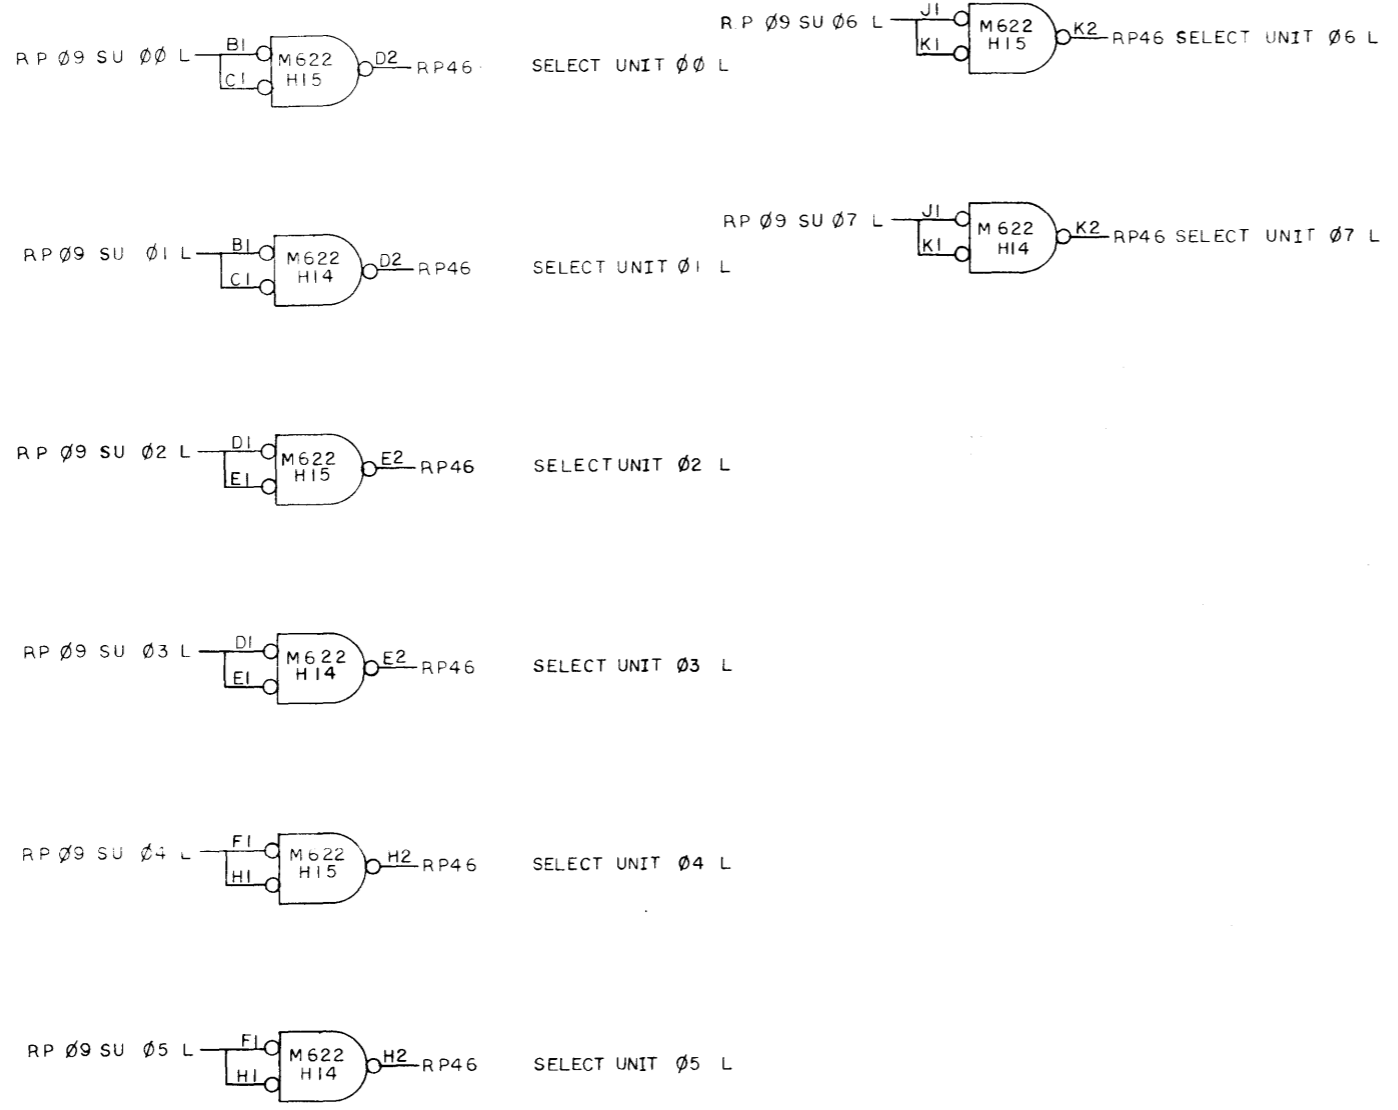 RP Ø9 SU ØØ L B1 C1 M622 H15 D2 RP46 SELECT UNIT ØØ L
RP Ø9 SU Ø1 L B1 C1 M622 H14 D2 RP46 SELECT UNIT Ø1 L
RP Ø9 SU Ø2 L D1 E1 M622 H15 E2 RP46 SELECT UNIT Ø2 L
RP Ø9 SU Ø3 L D1 E1 M622 H14 E2 RP46 SELECT UNIT Ø3 L
RP Ø9 SU Ø4 L F1 H1 M622 H15 H2 RP46 SELECT UNIT Ø4 L
RP Ø9 SU Ø5 L F1 H1 M622 H14 H2 RP46 SELECT UNIT Ø5 L
RP Ø9 SU Ø6 L J1 K1 M622 H15 K2 RP46 SELECT UNIT Ø6 L
RP Ø9 SU Ø7 L J1 K1 M622 H14 K2 RP46 SELECT UNIT Ø7 L